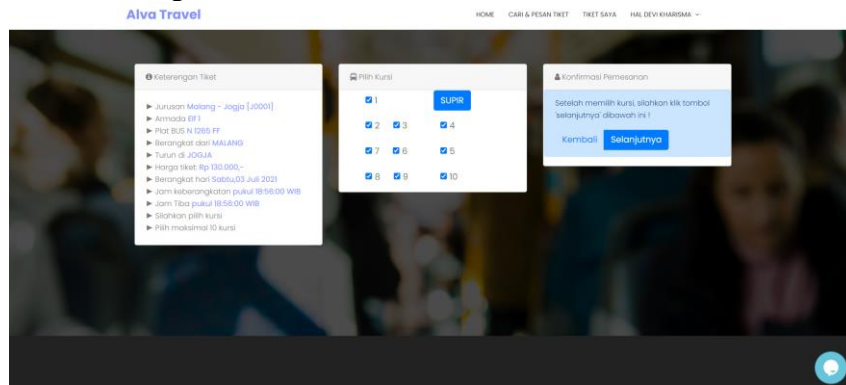 Alva Travel
HOME CARI & PESAN TIKET TIKET SAYA HAI, DEVI KHARISMA
Keterengan Tiket
Jurusan Malang - Jogja [J0001]
Armada Elf 1
Plat BUS N 1265 FF
Berangkat dari MALANG
Turun di JOGJA
Harga tiket Rp 130.000,-
Berangkat hari Sabtu,03 Juli 2021
Jam keberangkatan pukul 18:56:00 WIB
Jam Tiba pukul 18:56:00 WIB
Silahkan pilih kursi
Pilih maksimal 10 kursi
Pilih Kursi
1 SUPIR
2 3 4
7 6 5
8 9 10
Konfirmasi Pemesanan
Setelah memilih kursi, silahkan klik tombol
'selanjutnya' dibawah ini !
Kembali Selanjutnya